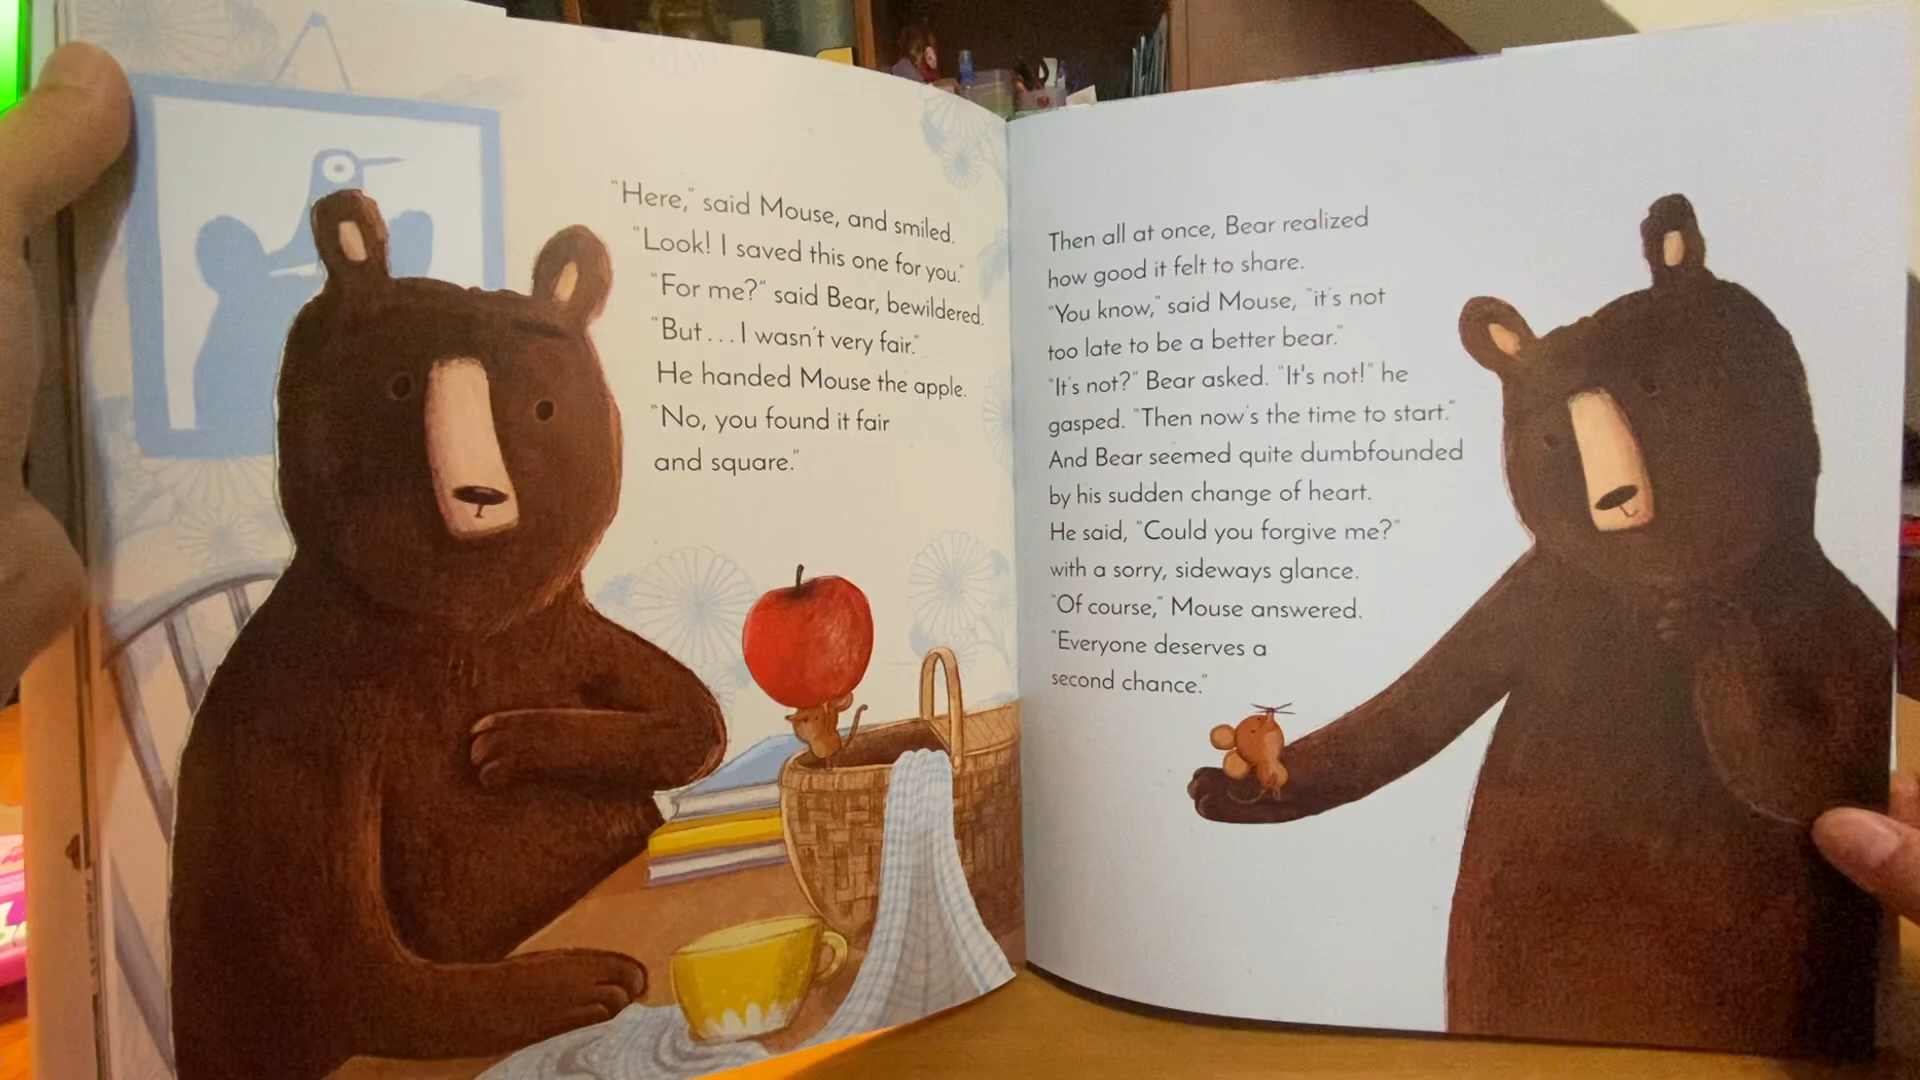 “Here,” said Mouse, and smiled.
“Look! I saved this one for you.”
“For me?” said Bear, bewildered.
“But . . . I wasn't very fair.”
He handed Mouse the apple.
“No, you found it fair
and square.”
Then all at once, Bear realized
how good it felt to share.
“You know,” said Mouse, “it's not
too late to be a better bear.”
“It's not?” Bear asked. “It's not!” he
gasped. “Then now's the time to start.”
And Bear seemed quite dumbfounded
by his sudden change of heart.
He said, “Could you forgive me?”
with a sorry, sideways glance.
“Of course,” Mouse answered.
“Everyone deserves a
second chance.”